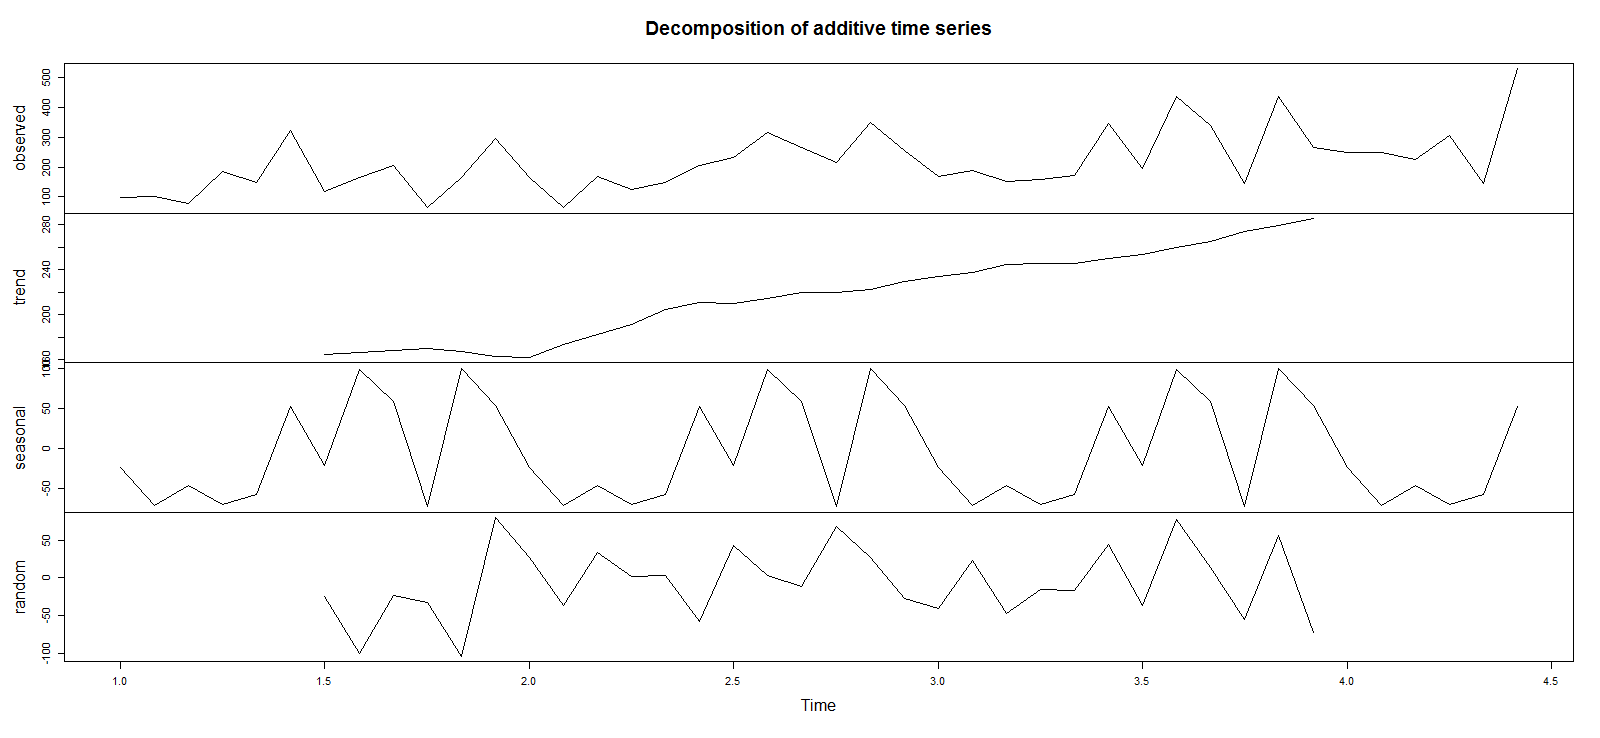 Decomposition of additive time series
observed
100 200 300 400 500
trend
160 200 240 280
seasonal
-50 0 50
random
-100 -50 0 50
1.0 1.5 2.0 2.5 3.0 3.5 4.0 4.5
Time